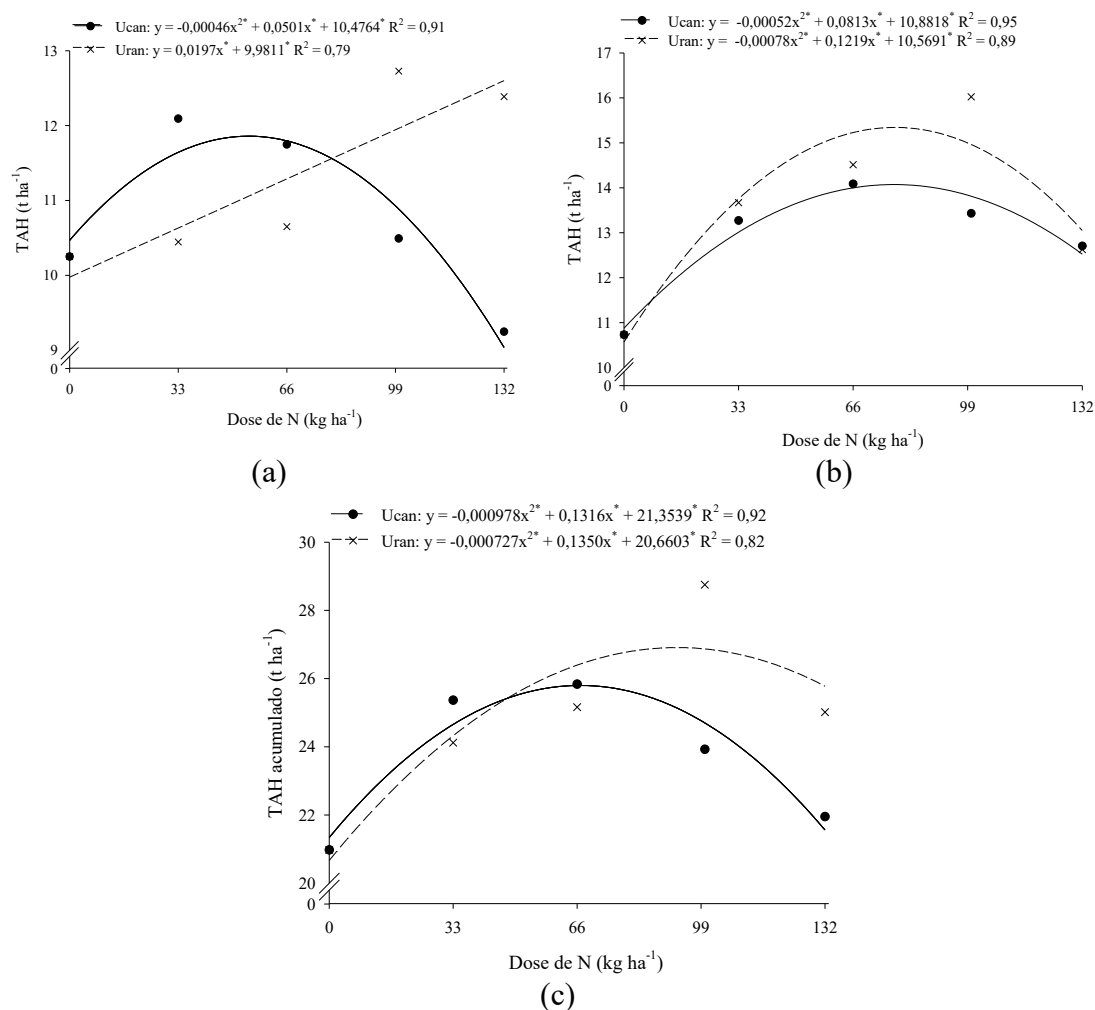 Ucan: y = -0,00046x²* + 0,0501x* + 10,4764* R² = 0,91
Uran: y = 0,0197x* + 9,9811* R² = 0,79
13
12
11
10
9
0
TAH (t ha⁻¹)
0 33 66 99 132
Dose de N (kg ha⁻¹)
(a)
Ucan: y = -0,00052x²* + 0,0813x* + 10,8818* R² = 0,95
Uran: y = -0,00078x²* + 0,1219x* + 10,5691* R² = 0,89
17
16
15
14
13
12
11
10
0
TAH (t ha⁻¹)
0 33 66 99 132
Dose de N (kg ha⁻¹)
(b)
Ucan: y = -0,000978x²* + 0,1316x* + 21,3539* R² = 0,92
Uran: y = -0,000727x²* + 0,1350x* + 20,6603* R² = 0,82
30
28
26
24
22
20
0
TAH acumulado (t ha⁻¹)
0 33 66 99 132
Dose de N (kg ha⁻¹)
(c)